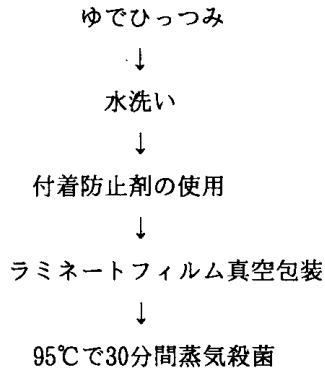 ゆでひっつみ
↓
水洗い
↓
付着防止剤の使用
↓
ラミネートフィルム真空包装
↓
95℃で30分間蒸気殺菌